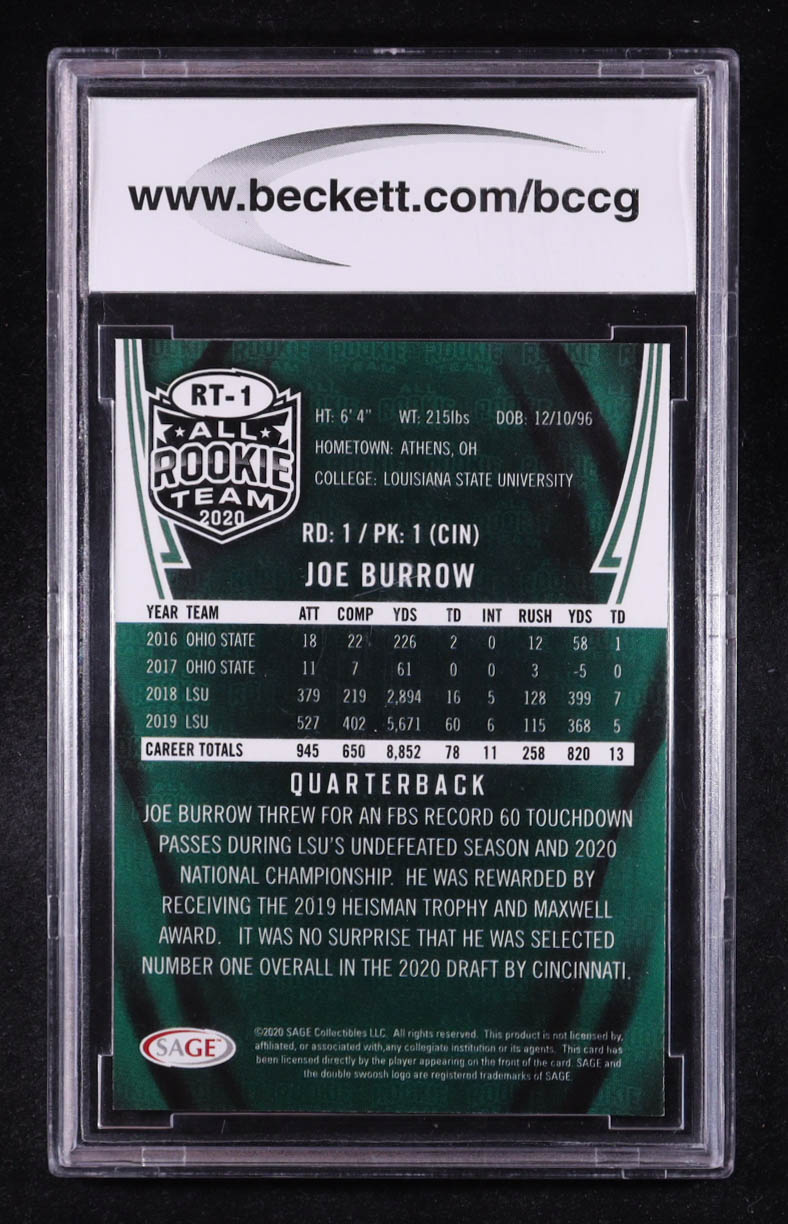 www.beckett.com/bccg
RT-1
ALL
ROOKIE
TEAM
2020
HT: 6' 4" WT: 215lbs DOB: 12/10/96
HOMETOWN: ATHENS, OH
COLLEGE: LOUISIANA STATE UNIVERSITY
RD: 1 / PK: 1 (CIN)
JOE BURROW
YEAR TEAM ATT COMP YDS TD INT RUSH YDS TD
2016 OHIO STATE 18 22 226 2 0 12 58 1
2017 OHIO STATE 11 7 61 0 0 3 -5 0
2018 LSU 379 219 2,894 16 5 128 399 7
2019 LSU 527 402 5,671 60 6 115 368 5
CAREER TOTALS 945 650 8,852 78 11 258 820 13
QUARTERBACK
JOE BURROW THREW FOR AN FBS RECORD 60 TOUCHDOWN
PASSES DURING LSU'S UNDEFEATED SEASON AND 2020
NATIONAL CHAMPIONSHIP. HE WAS REWARDED BY
RECEIVING THE 2019 HEISMAN TROPHY AND MAXWELL
AWARD. IT WAS NO SURPRISE THAT HE WAS SELECTED
NUMBER ONE OVERALL IN THE 2020 DRAFT BY CINCINNATI.
SAGE™
©2020 SAGE Collectibles LLC. All rights reserved. This product is not licensed by,
affiliated, or associated with,any collegiate institution or its agents. This card has
been licensed directly by the player appearing on the front of the card. SAGE and
the double swoosh logo are registered trademarks of SAGE.